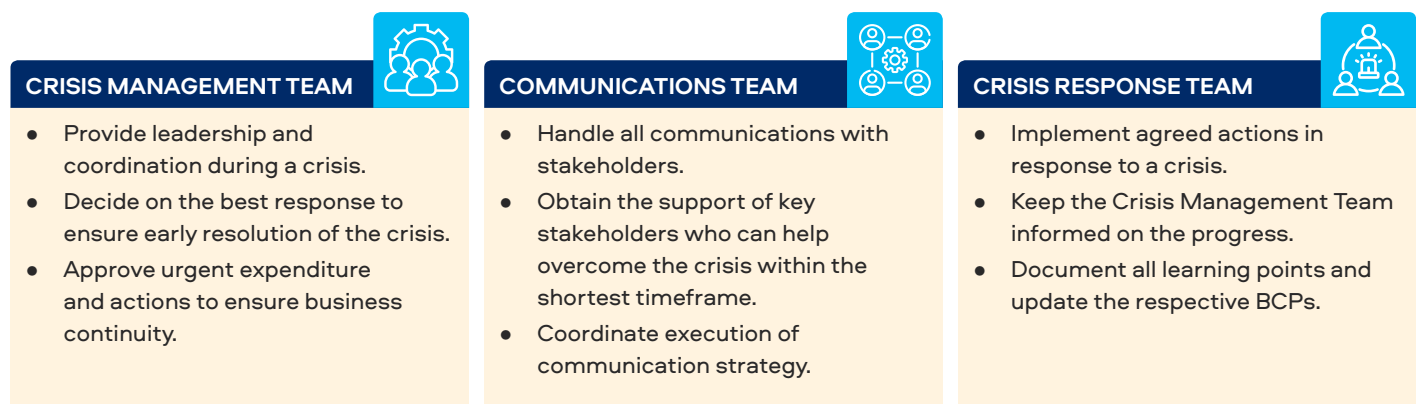 CRISIS MANAGEMENT TEAM
● Provide leadership and
coordination during a crisis.
● Decide on the best response to
ensure early resolution of the crisis.
● Approve urgent expenditure
and actions to ensure business
continuity.
COMMUNICATIONS TEAM
● Handle all communications with
stakeholders.
● Obtain the support of key
stakeholders who can help
overcome the crisis within the
shortest timeframe.
● Coordinate execution of
communication strategy.
CRISIS RESPONSE TEAM
● Implement agreed actions in
response to a crisis.
● Keep the Crisis Management Team
informed on the progress.
● Document all learning points and
update the respective BCPs.